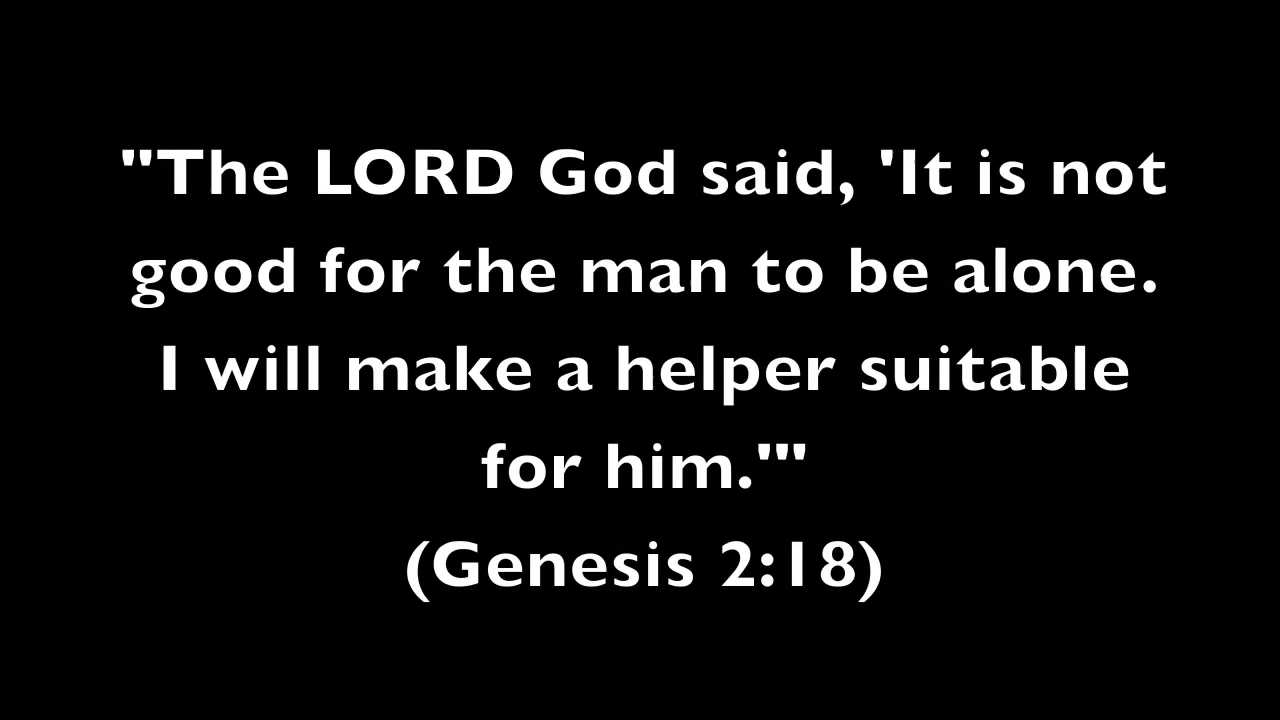 "The LORD God said, 'It is not
good for the man to be alone.
I will make a helper suitable
for him.'"
(Genesis 2:18)